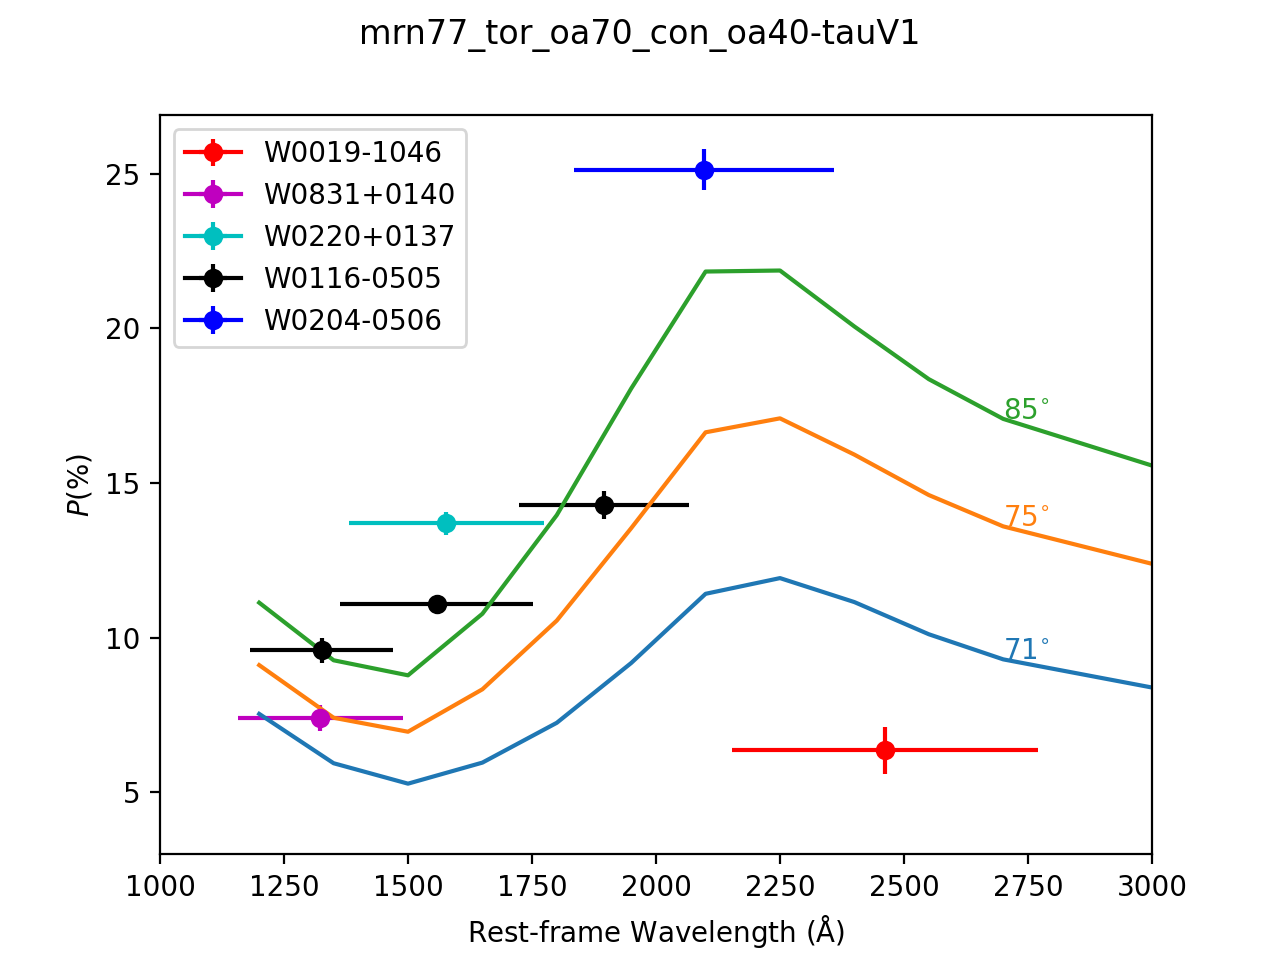 mrn77_tor_oa70_con_oa40-tauV1
W0019-1046
W0831+0140
W0220+0137
W0116-0505
W0204-0506
25
20
15
10
5
P(%)
85°
75°
71°
1000 1250 1500 1750 2000 2250 2500 2750 3000
Rest-frame Wavelength (Å)